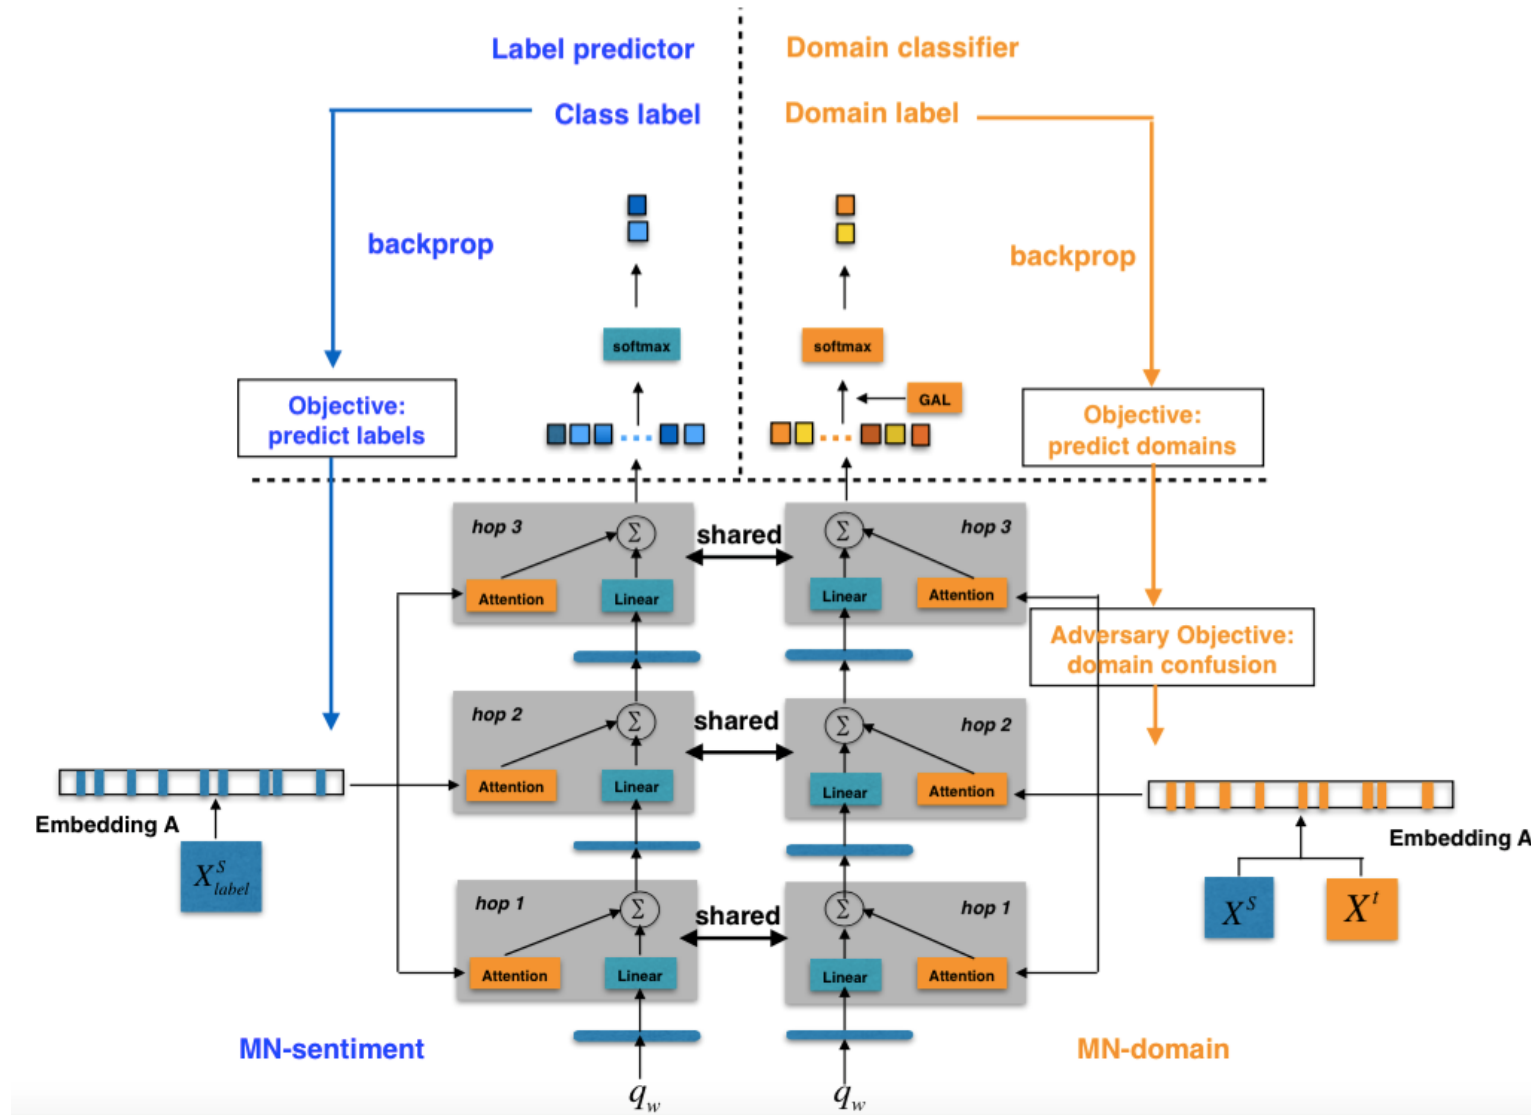 Label predictor
Domain classifier
Class label
Domain label
backprop
backprop
softmax
softmax
GAL
Objective:
predict labels
Objective:
predict domains
hop 3
Σ
Attention
Linear
shared
hop 3
Σ
Linear
Attention
Adversary Objective:
domain confusion
hop 2
Σ
Attention
Linear
shared
hop 2
Σ
Linear
Attention
Embedding A
X^S_label
Embedding A
X^S
X^t
hop 1
Σ
Attention
Linear
shared
hop 1
Σ
Linear
Attention
MN-sentiment
MN-domain
q_w
q_w